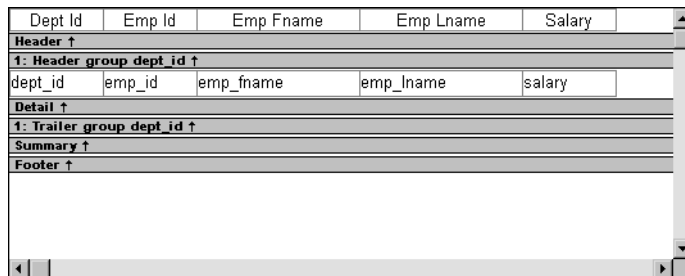 Dept Id Emp Id Emp Fname Emp Lname Salary
Header ↑
1: Header group dept_id ↑
dept_id emp_id emp_fname emp_lname salary
Detail ↑
1: Trailer group dept_id ↑
Summary ↑
Footer ↑